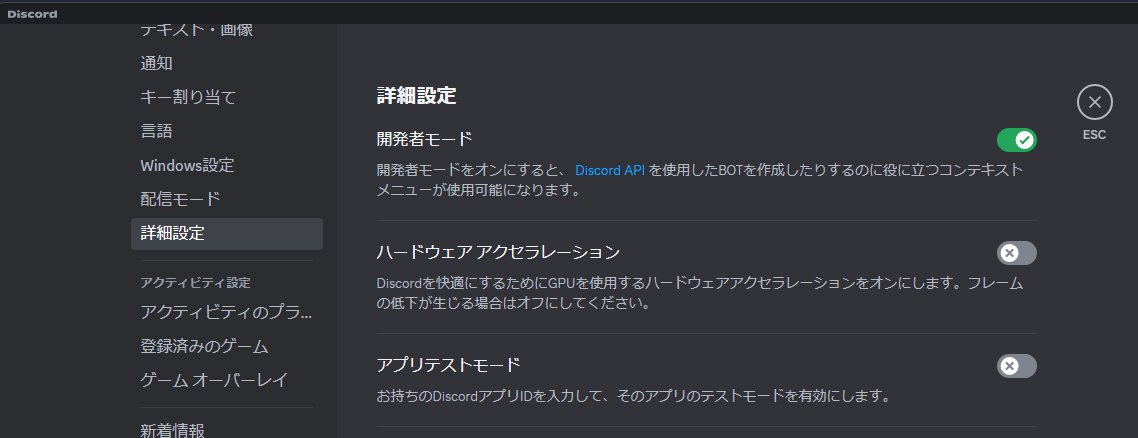 Discord
テキスト・画像
通知
キー割り当て
言語
Windows設定
配信モード
詳細設定
アクティビティ設定
アクティビティのプラ...
登録済みのゲーム
ゲーム オーバーレイ
新着情報
詳細設定
開発者モード
開発者モードをオンにすると、 Discord API を使用したBOTを作成したりするのに役に立つコンテキスト
メニューが使用可能になります。
ハードウェア アクセラレーション
Discordを快適にするためにGPUを使用するハードウェアアクセラレーションをオンにします。フレーム
の低下が生じる場合はオフにしてください。
アプリテストモード
お持ちのDiscordアプリIDを入力して、そのアプリのテストモードを有効にします。
ESC